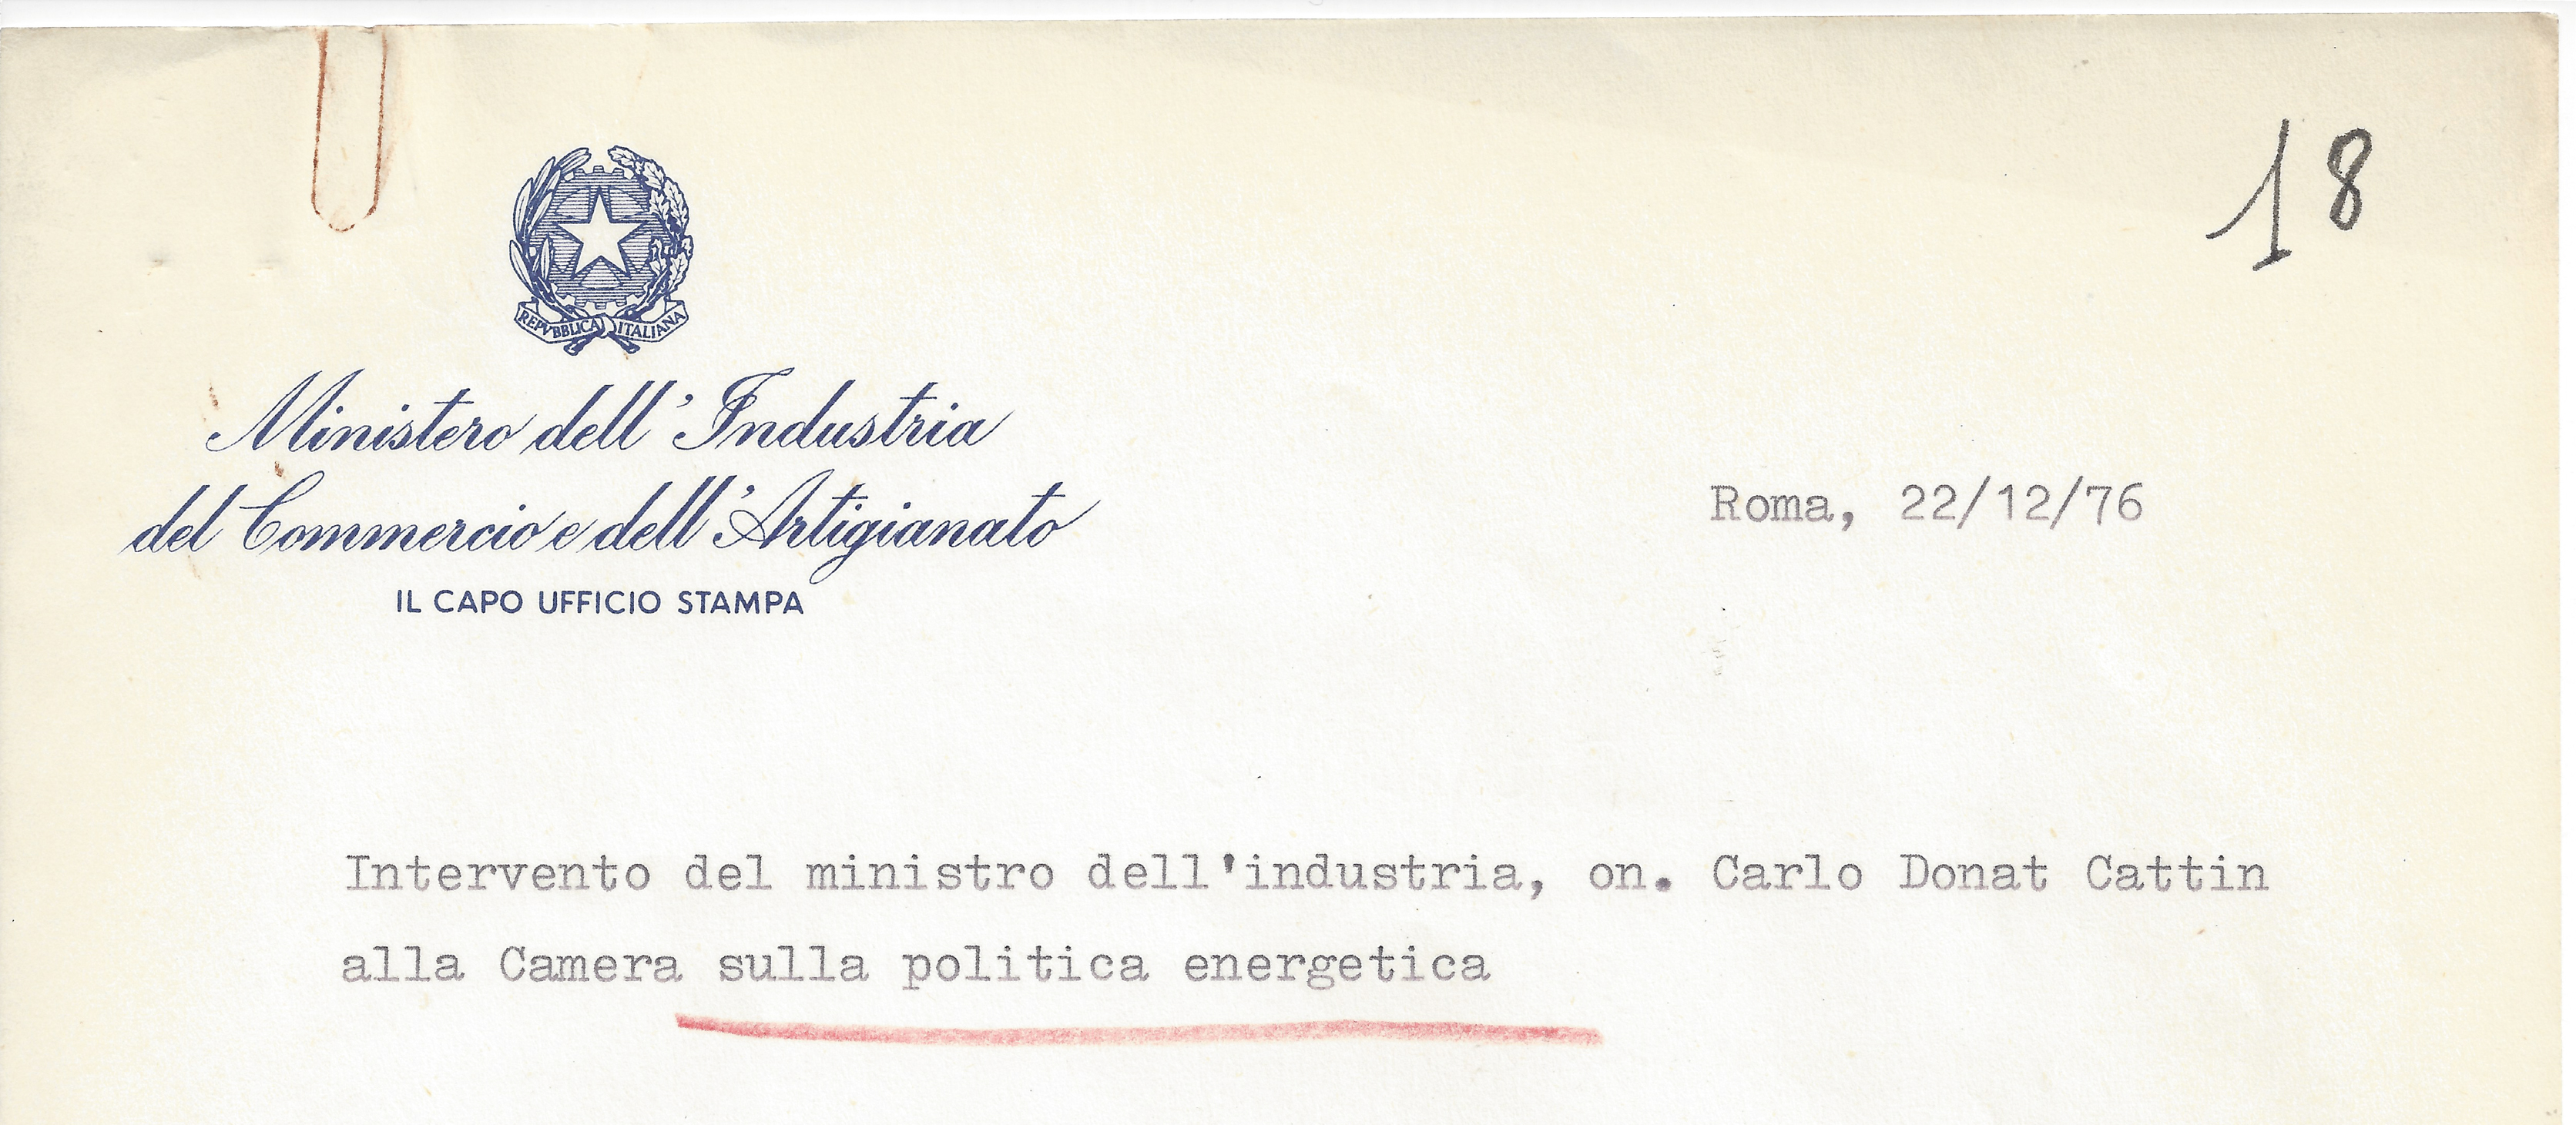 18
REPVBBLICA ITALIANA
Ministero dell'Industria
del Commercio e dell'Artigianato
IL CAPO UFFICIO STAMPA
Roma, 22/12/76
Intervento del ministro dell'industria, on. Carlo Donat Cattin
alla Camera sulla politica energetica